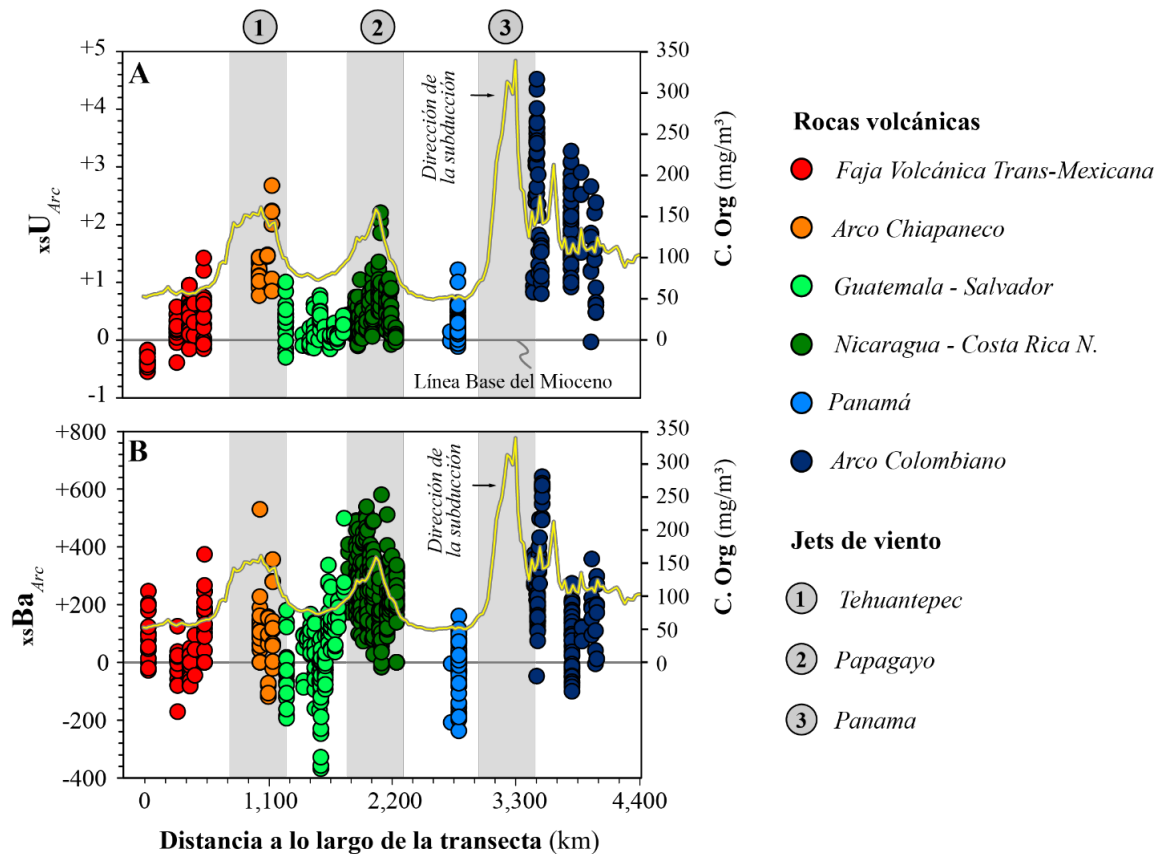 1
2
3
A
+5
+4
+3
+2
+1
0
-1
xsU Arc
350
300
250
200
150
100
50
0
C. Org (mg/m³)
Dirección de
la subducción
Línea Base del Mioceno
B
+800
+600
+400
+200
0
-200
-400
xsBa Arc
350
300
250
200
150
100
50
0
C. Org (mg/m³)
Dirección de
la subducción
0
1,100
2,200
3,300
4,400
Distancia a lo largo de la transecta (km)
Rocas volcánicas
Faja Volcánica Trans-Mexicana
Arco Chiapaneco
Guatemala - Salvador
Nicaragua - Costa Rica N.
Panamá
Arco Colombiano
Jets de viento
1 Tehuantepec
2 Papagayo
3 Panama